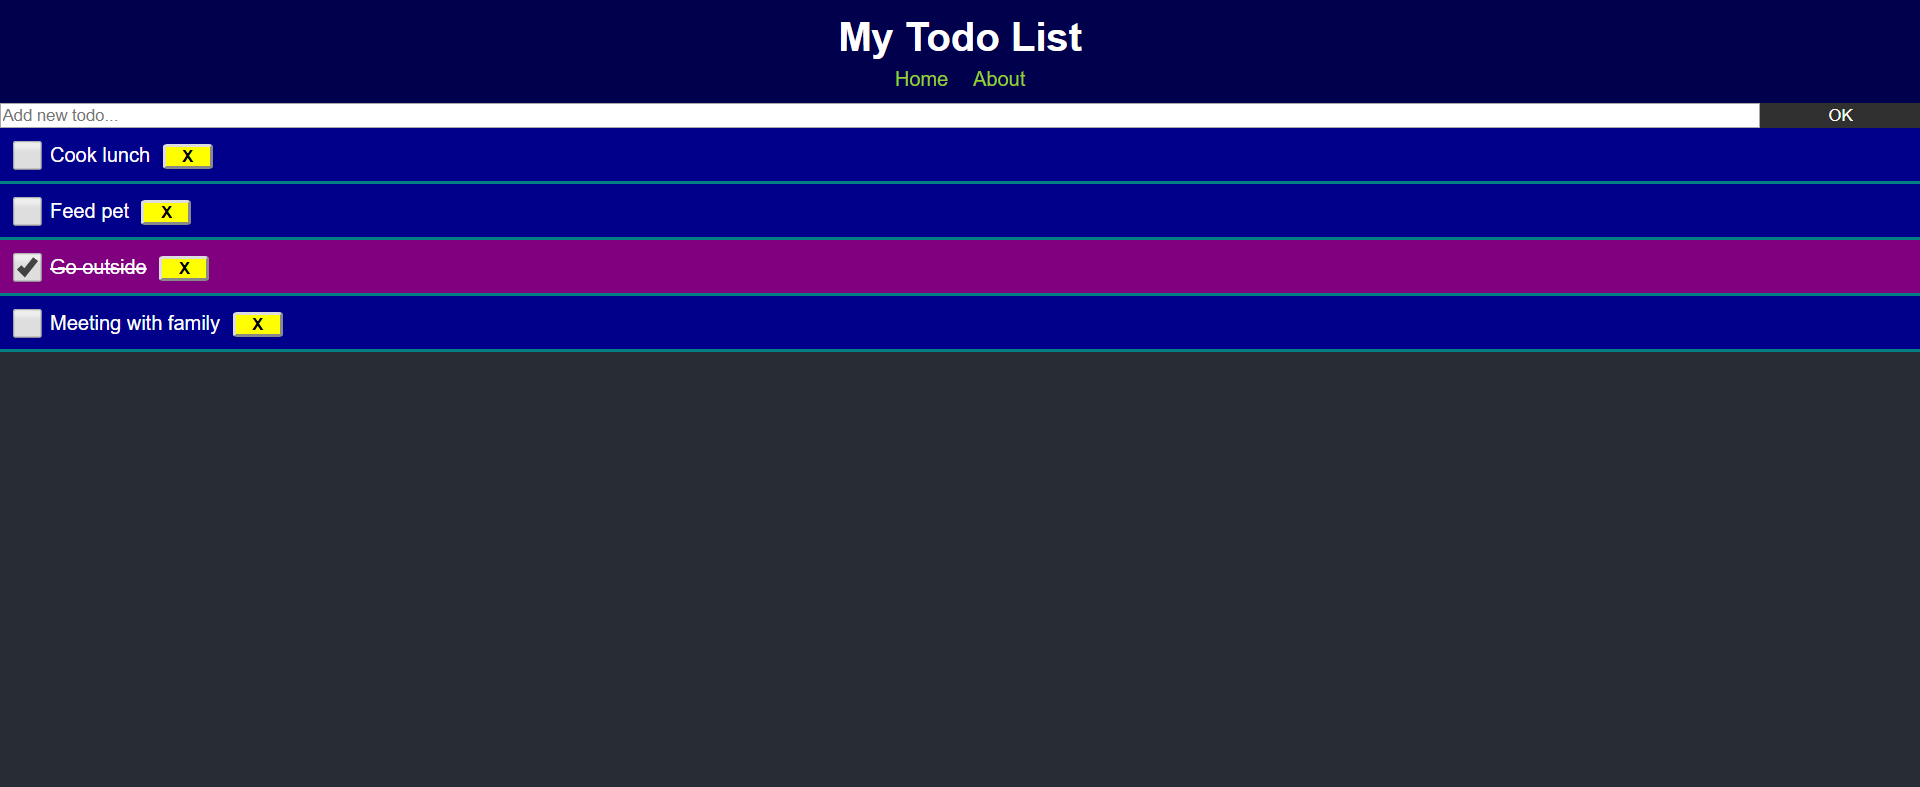 My Todo List
Home About
Add new todo... OK
Cook lunch X
Feed pet X
Go outside X
Meeting with family X